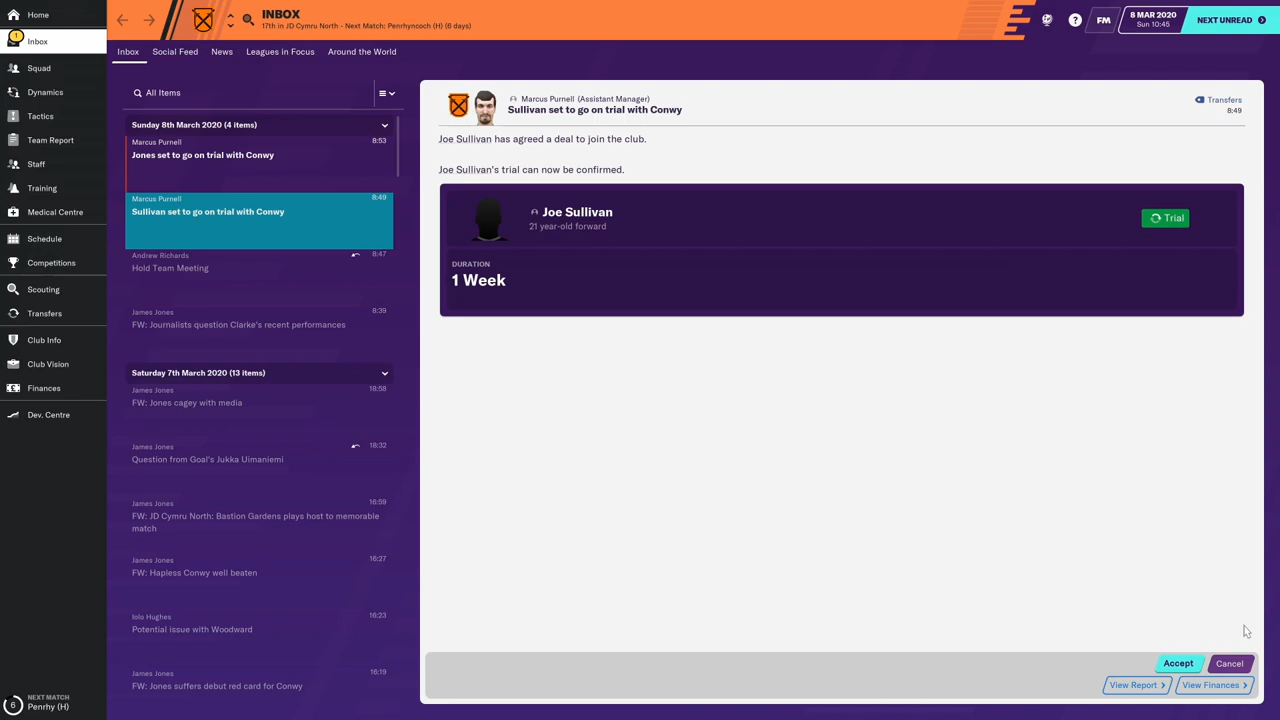 Home
1
Inbox
Squad
Dynamics
Tactics
Team Report
Staff
Training
Medical Centre
Schedule
Competitions
Scouting
Transfers
Club Info
Club Vision
Finances
Dev. Centre
6
NEXT MATCH
Penrhy (H)
INBOX
17th in JD Cymru North - Next Match: Penrhyncoch (H) (6 days)
?
FM
8 MAR 2020
Sun 10:45
NEXT UNREAD
Inbox
Social Feed
News
Leagues in Focus
Around the World
All Items
Sunday 8th March 2020 (4 items)
Marcus Purnell
8:53
Jones set to go on trial with Conwy
Marcus Purnell
8:49
Sullivan set to go on trial with Conwy
Andrew Richards
8:47
Hold Team Meeting
James Jones
8:39
FW: Journalists question Clarke's recent performances
Saturday 7th March 2020 (13 items)
James Jones
18:58
FW: Jones cagey with media
James Jones
18:32
Question from Goal's Jukka Uimaniemi
James Jones
16:59
FW: JD Cymru North: Bastion Gardens plays host to memorable
match
James Jones
16:27
FW: Hapless Conwy well beaten
Iolo Hughes
16:23
Potential issue with Woodward
James Jones
16:19
FW: Jones suffers debut red card for Conwy
Marcus Purnell (Assistant Manager)
Sullivan set to go on trial with Conwy
Transfers
8:49
Joe Sullivan has agreed a deal to join the club.
Joe Sullivan's trial can now be confirmed.
Joe Sullivan
21 year-old forward
Trial
DURATION
1 Week
Accept
Cancel
View Report
View Finances